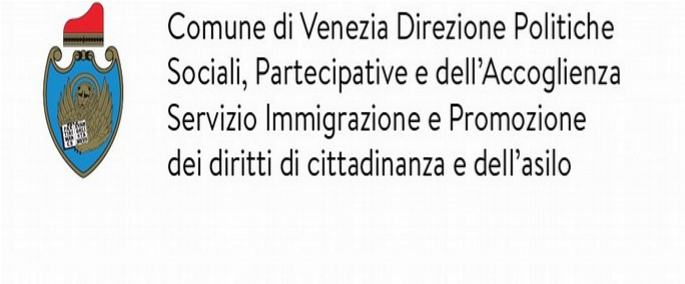 Comune di Venezia Direzione Politiche
Sociali, Partecipative e dell'Accoglienza
Servizio Immigrazione e Promozione
dei diritti di cittadinanza e dell'asilo